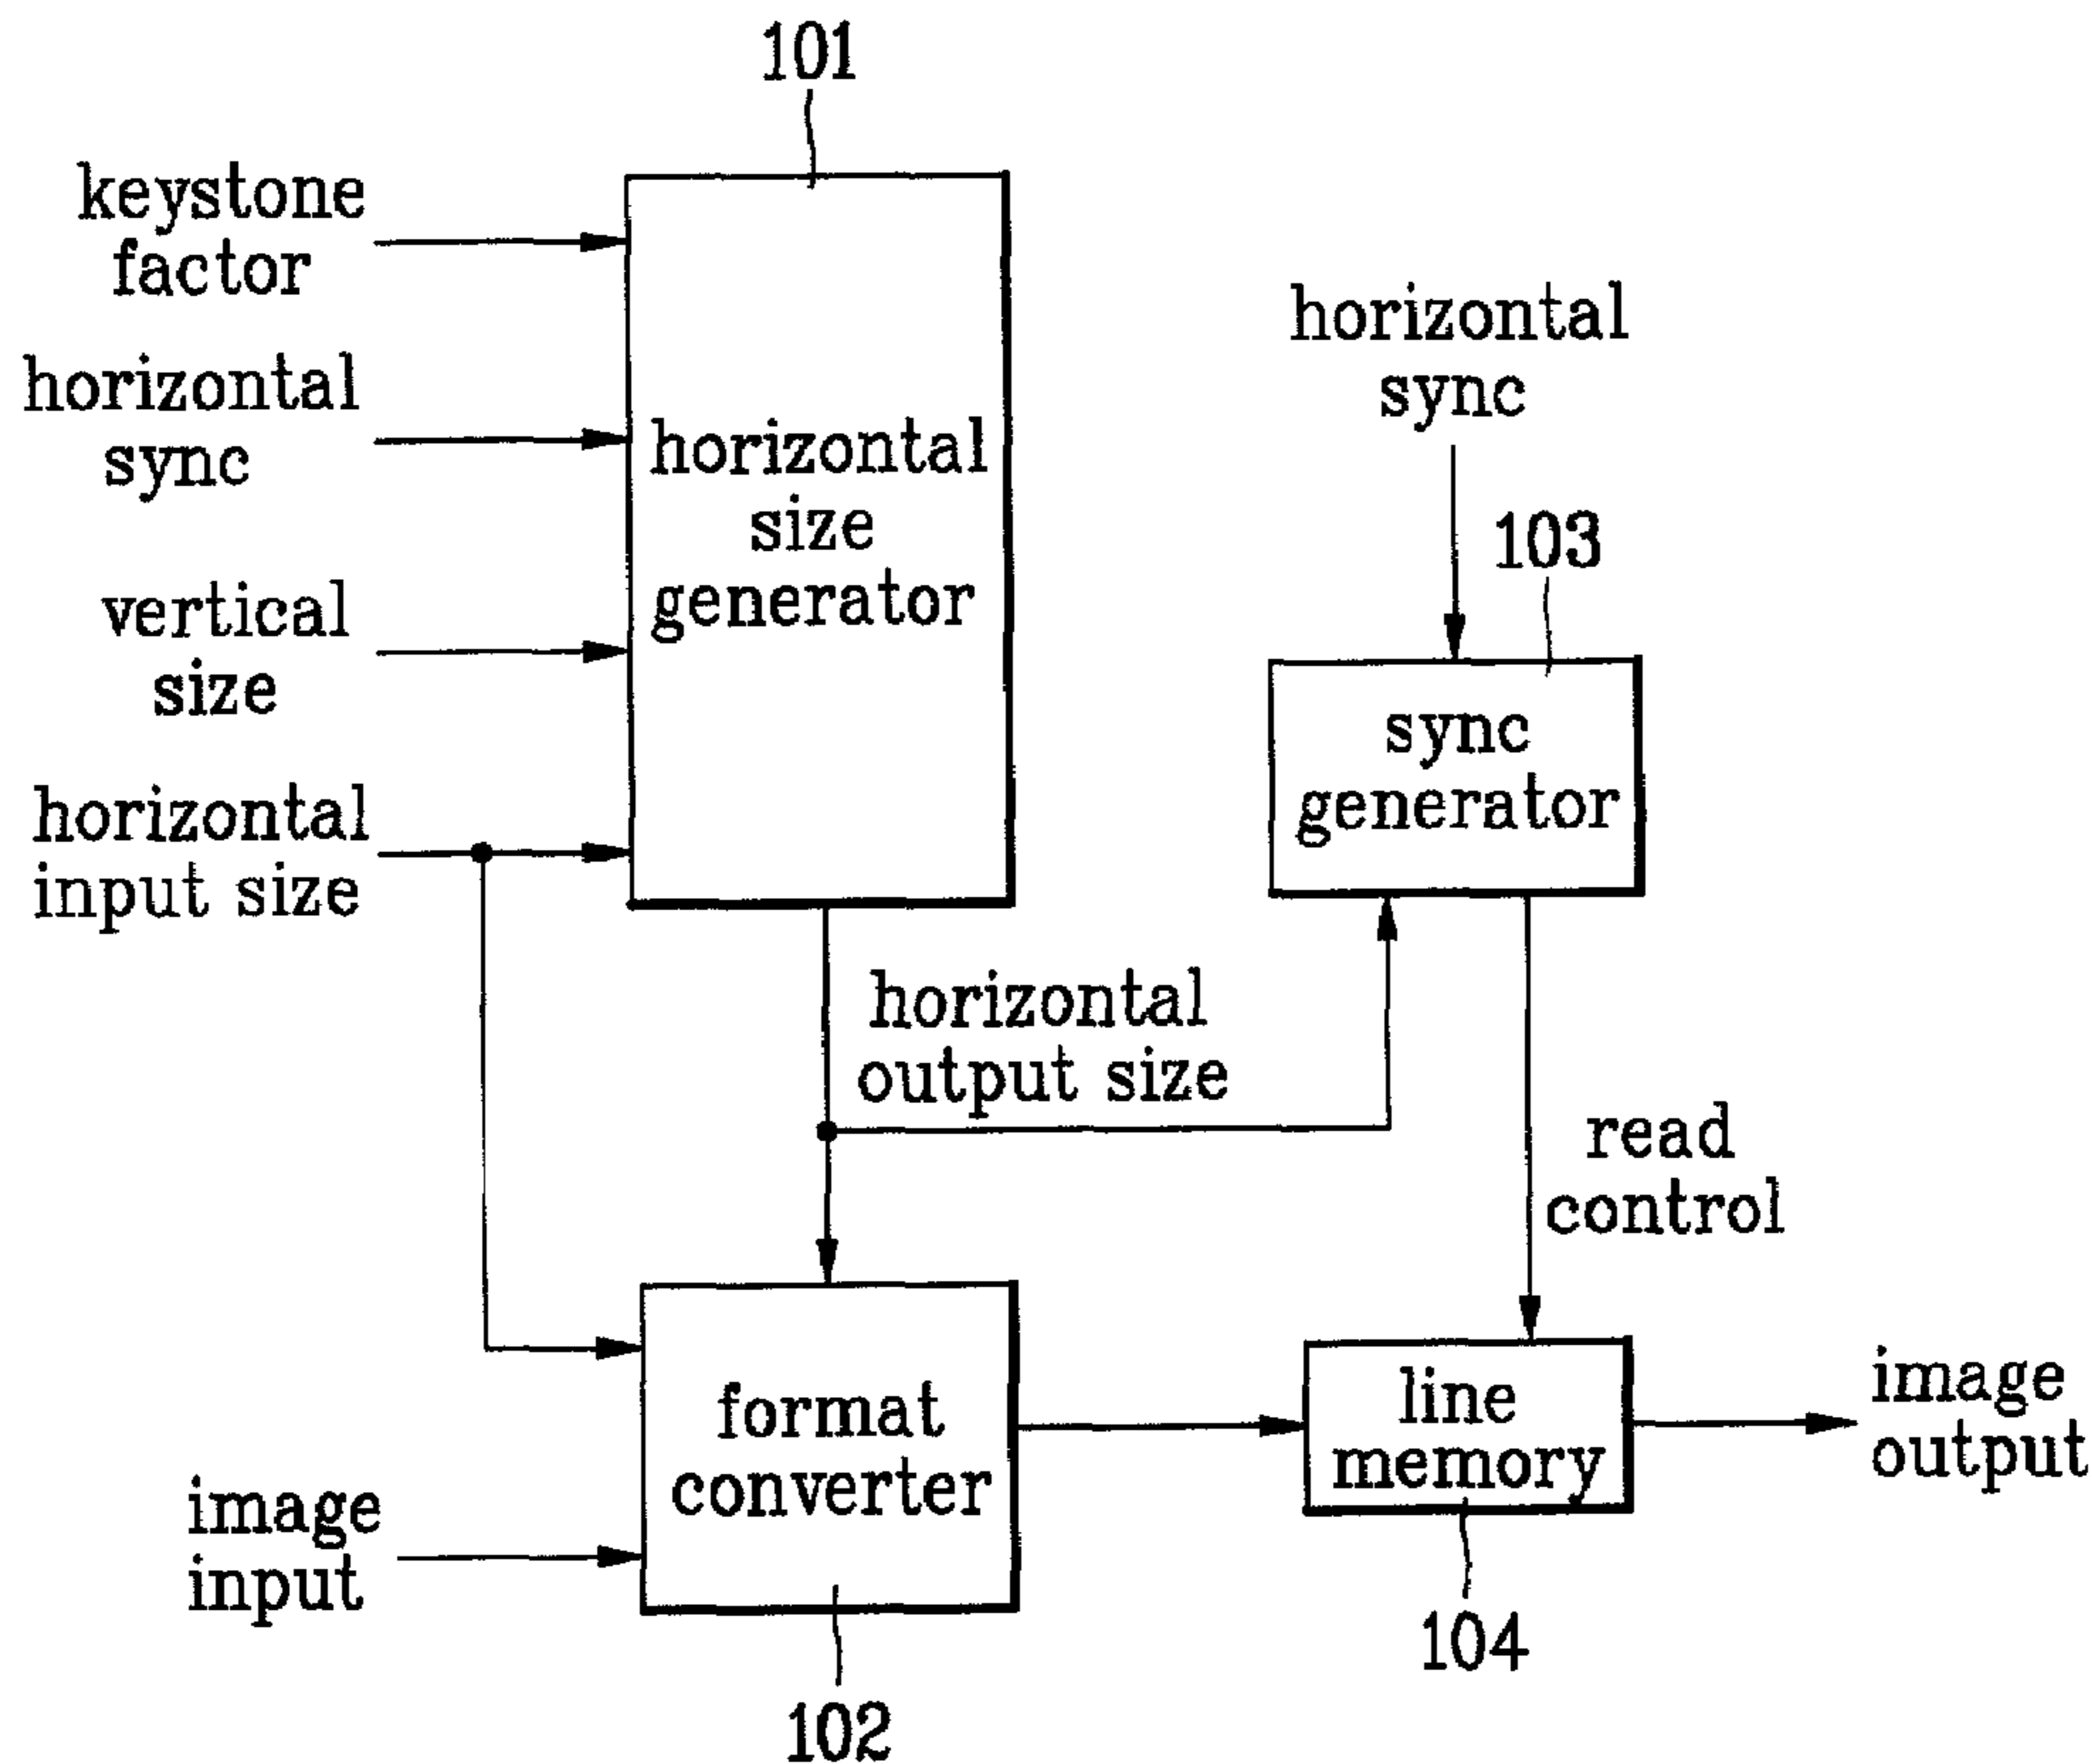 101
keystone
factor
horizontal
sync
vertical
size
horizontal
input size
horizontal
size
generator
horizontal
sync
103
sync
generator
horizontal
output size
read
control
image
input
format
converter
102
line
memory
104
image
output